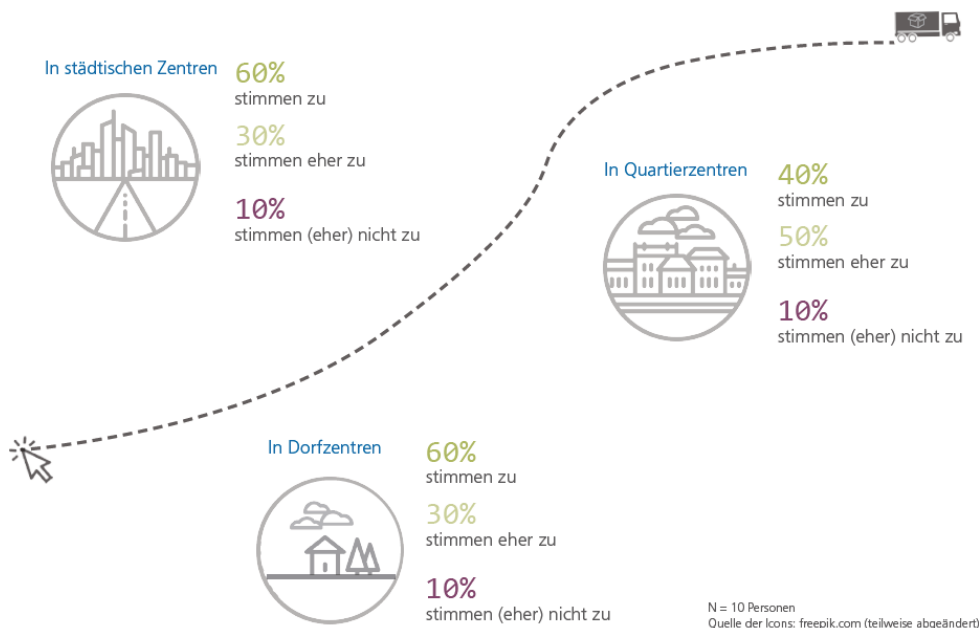 In städtischen Zentren
60%
stimmen zu
30%
stimmen eher zu
10%
stimmen (eher) nicht zu
In Quartierzentren
40%
stimmen zu
50%
stimmen eher zu
10%
stimmen (eher) nicht zu
In Dorfzentren
60%
stimmen zu
30%
stimmen eher zu
10%
stimmen (eher) nicht zu
N = 10 Personen
Quelle der Icons: freepik.com (teilweise abgeändert)